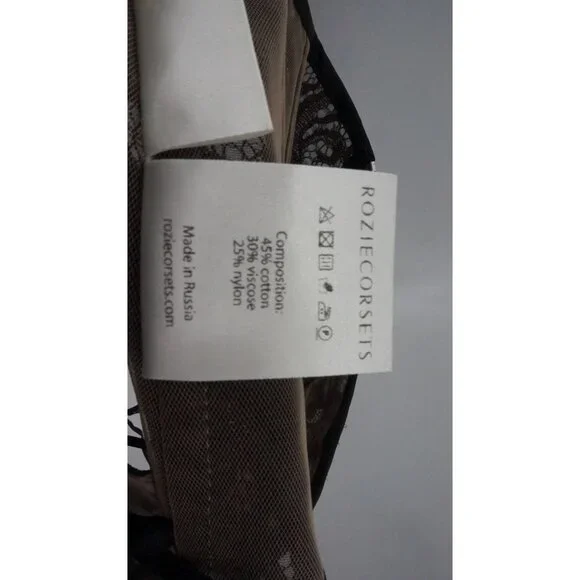 ROZIECORSETS
Composition:
45% cotton
30% viscose
25% nylon
Made in Russia
roziecorsets.com